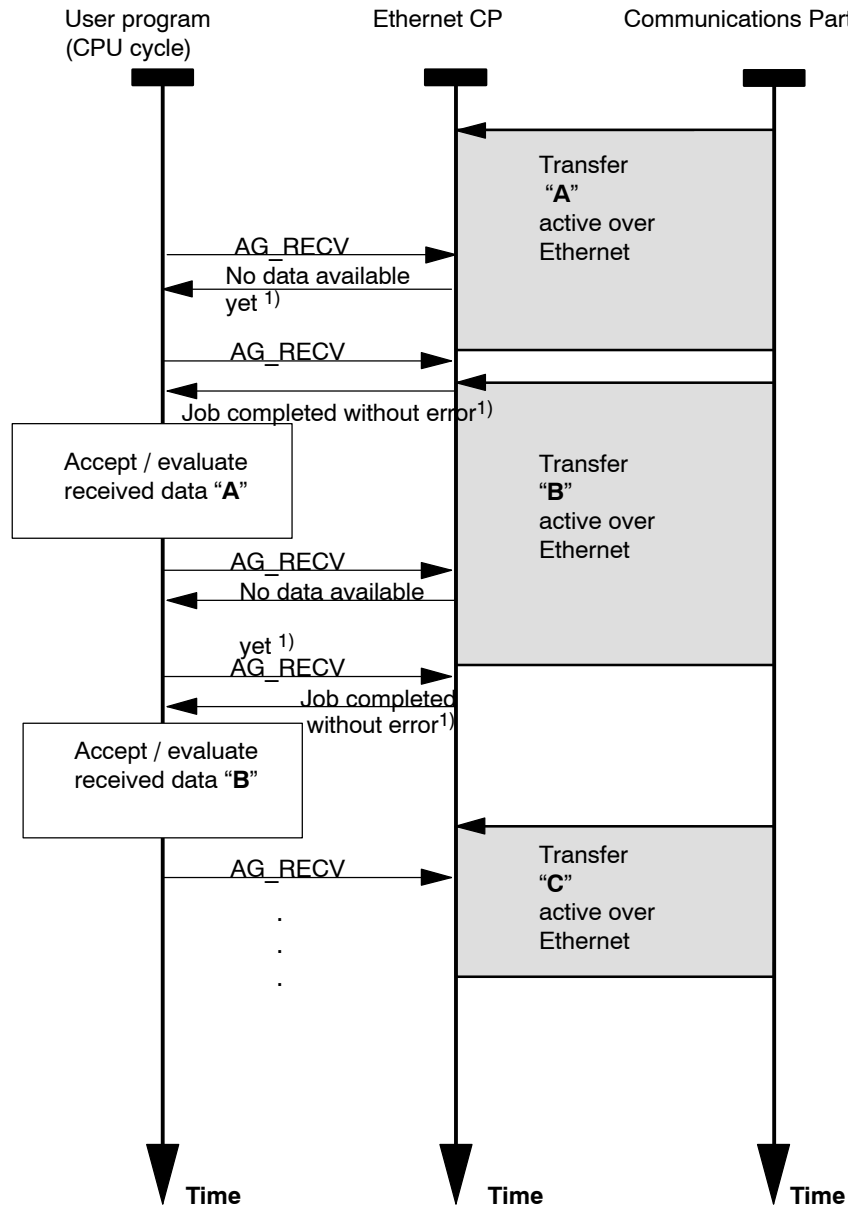 User program
(CPU cycle)
Ethernet CP
Communications Part
Transfer
“A”
active over
Ethernet
AG_RECV
No data available
yet 1)
AG_RECV
Job completed without error1)
Accept / evaluate
received data “A”
Transfer
“B”
active over
Ethernet
AG_RECV
No data available
yet 1)
AG_RECV
Job completed
without error1)
Accept / evaluate
received data “B”
Transfer
“C”
active over
Ethernet
AG_RECV
.
.
.
Time
Time
Time